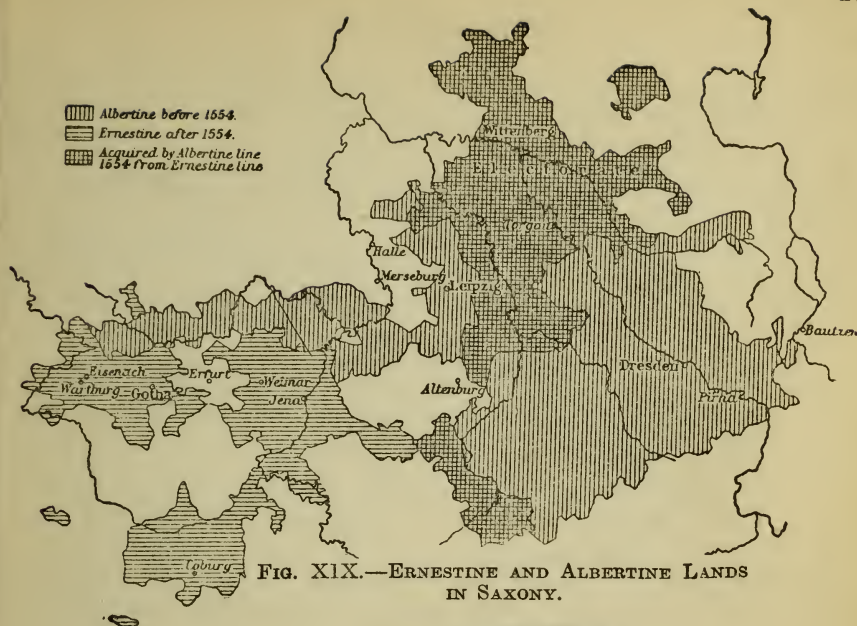 Albertine before 1554.
Ernestine after 1554.
Acquired by Albertine line
1554 from Ernestine line
Wittenberg
Electorate
Torgau
Halle
Merseburg
Leipzig
Bautzen
Eisenach
Erfurt
Weimar
Wartburg
Gotha
Jena
Altenburg
Dresden
Pirna
Coburg
FIG. XIX.—ERNESTINE AND ALBERTINE LANDS
IN SAXONY.